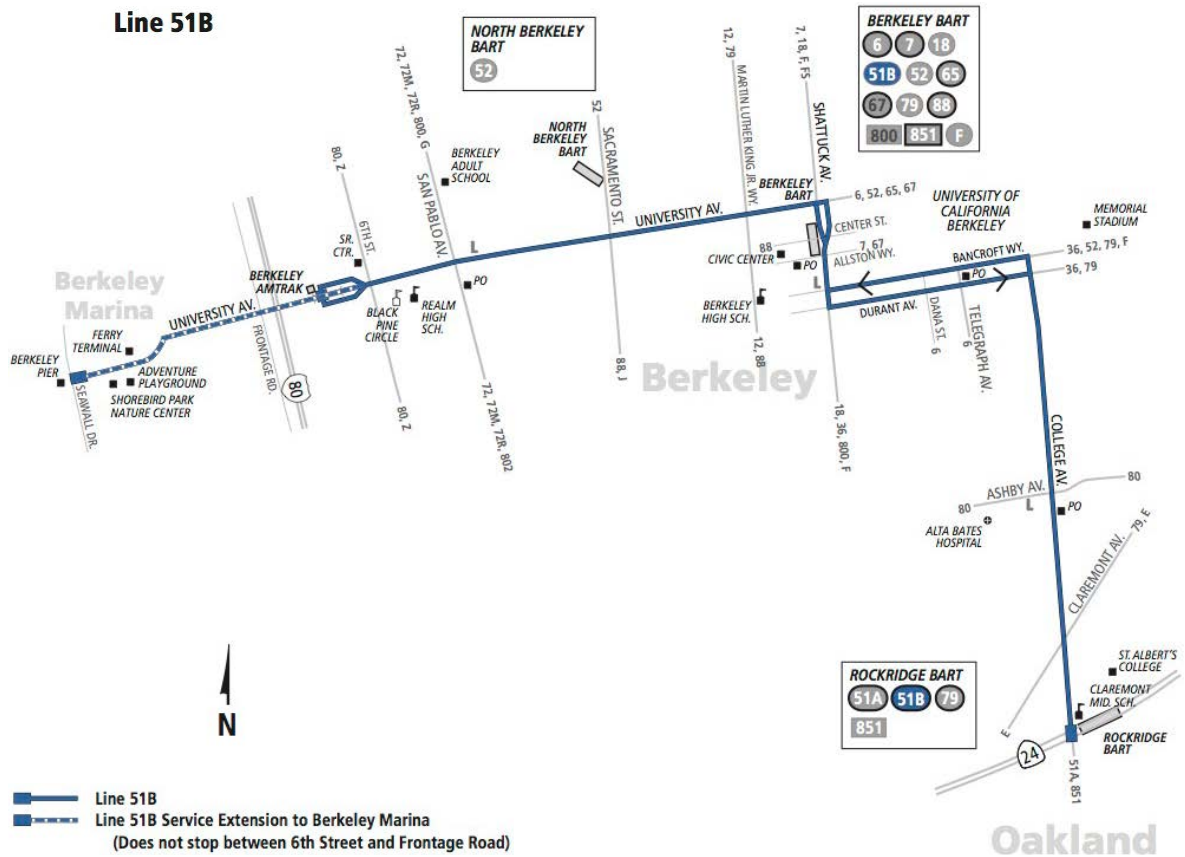 Line 51B
NORTH BERKELEY
BART
52
BERKELEY BART
6 7 18
51B 52 65
67 79 88
800 851 F
72, 72M, 72R, 800, G
SAN PABLO AV.
72, 72M, 72R, 802
80, Z
6TH ST.
80, Z
BERKELEY
ADULT
SCHOOL
NORTH
BERKELEY
BART
52
SACRAMENTO ST.
88, J
12, 79
MARTIN LUTHER KING JR. WY.
12, 88
7, 18, F, FS
SHATTUCK AV.
18, 36, 800, F
BERKELEY
BART
6, 52, 65, 67
UNIVERSITY OF
CALIFORNIA
BERKELEY
MEMORIAL
STADIUM
UNIVERSITY AV.
CENTER ST.
88
7, 67
ALLSTON WY.
CIVIC CENTER
PO
L
BANCROFT WY.
36, 52, 79, F
PO
36, 79
DURANT AV.
DANA ST.
6
TELEGRAPH AV.
6
BERKELEY
HIGH SCH.
SR.
CTR.
L
PO
BERKELEY
AMTRAK
BLACK
PINE
CIRCLE
REALM
HIGH
SCH.
Berkeley
Marina
UNIVERSITY AV.
FERRY
TERMINAL
BERKELEY
PIER
ADVENTURE
PLAYGROUND
SHOREBIRD PARK
NATURE CENTER
SEAWALL DR.
FRONTAGE RD.
80
Berkeley
COLLEGE AV.
ASHBY AV.
80
80
L
PO
ALTA BATES
HOSPITAL
79, E
CLAREMONT AV.
E
ST. ALBERT'S
COLLEGE
CLAREMONT
MID. SCH.
ROCKRIDGE
BART
ROCKRIDGE BART
51A 51B 79
851
24
51A, 851
N
Line 51B
Line 51B Service Extension to Berkeley Marina
(Does not stop between 6th Street and Frontage Road)
Oakland